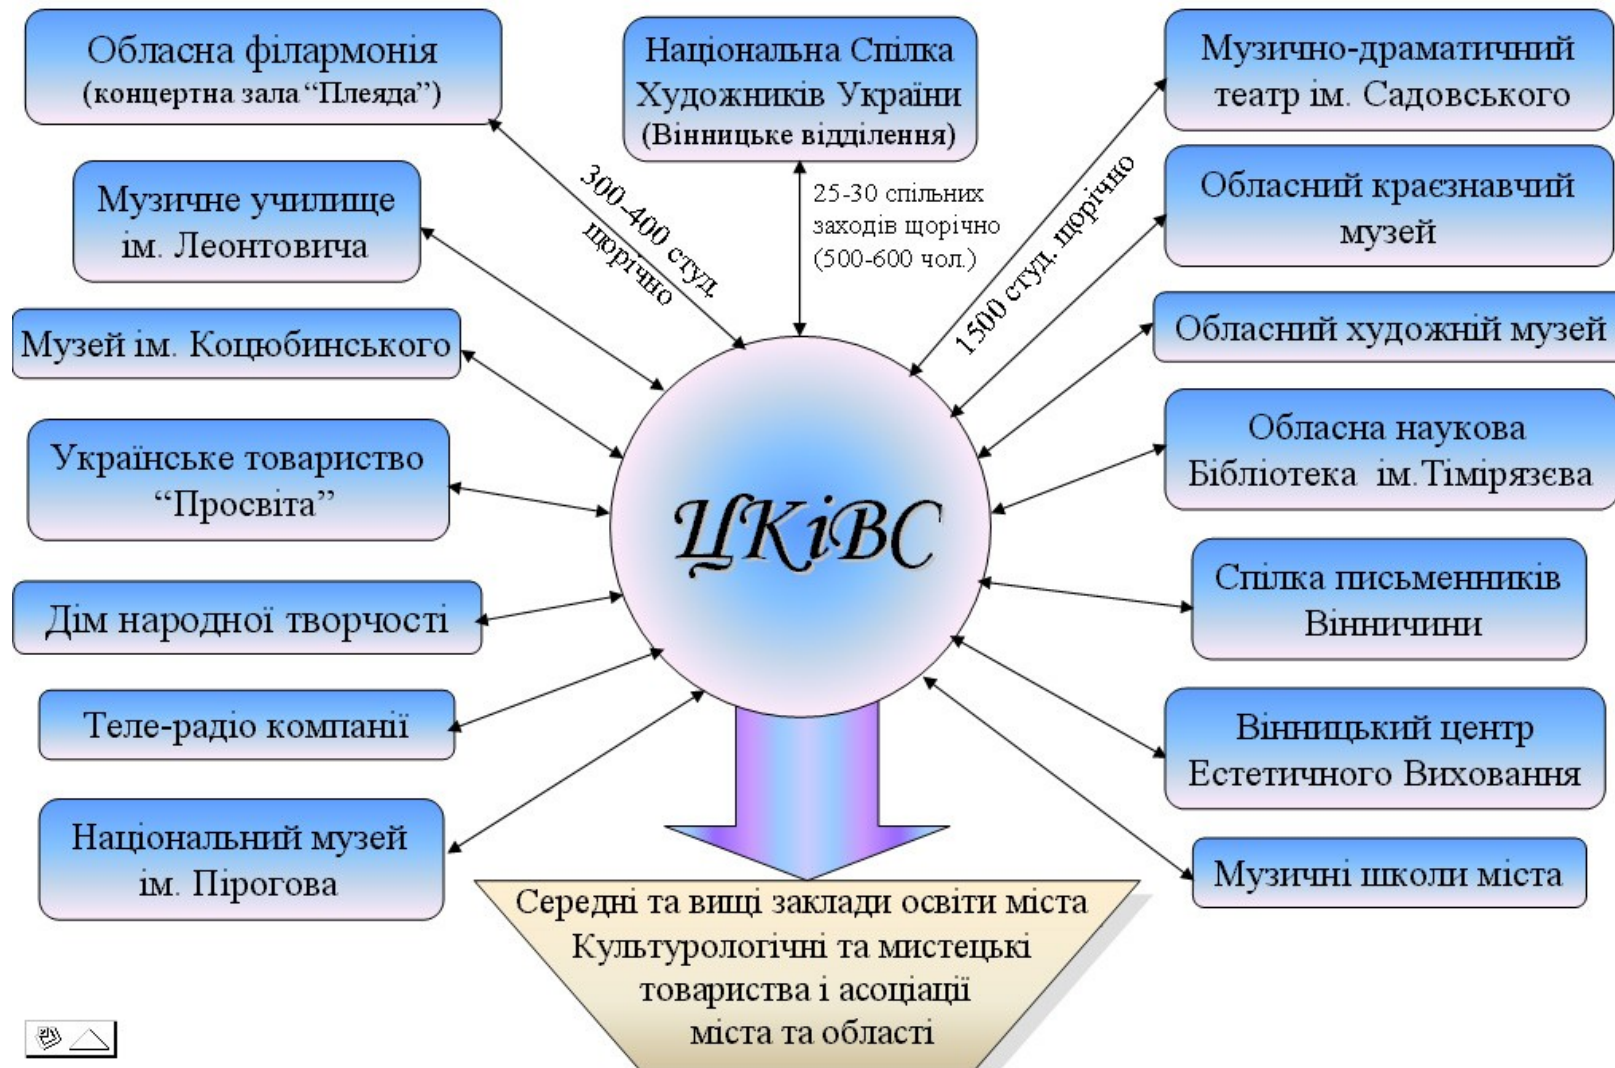 Обласна філармонія
(концертна зала “Плеяда”)
Національна Спілка
Художників України
(Вінницьке відділення)
Музично-драматичний
театр ім. Садовського
300-400 студ.
щорічно
25-30 спільних
заходів щорічно
(500-600 чол.)
1500 студ. щорічно
Музичне училище
ім. Леонтовича
Обласний краєзнавчий
музей
Музей ім. Коцюбинського
Обласний художній музей
Українське товариство
“Просвіта”
Обласна наукова
Бібліотека ім.Тімірязєва
ЦКіВС
Дім народної творчості
Спілка письменників
Вінничини
Теле-радіо компанії
Вінницький центр
Естетичного Виховання
Національний музей
ім. Пірогова
Музичні школи міста
Середні та вищі заклади освіти міста
Культурологічні та мистецькі
товариства і асоціації
міста та області